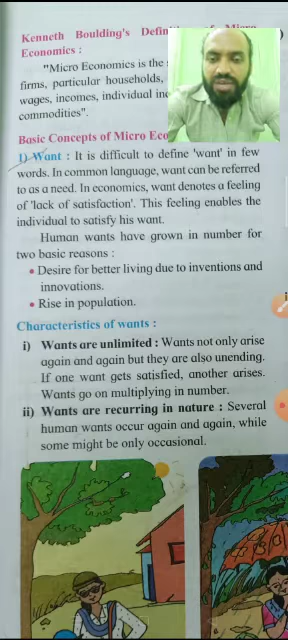 Kenneth Boulding's
Economics :
"Micro Economics is the
firms, particular households,
wages, incomes, individual
commodities".
Basic Concepts of Micro
1) Want : It is difficult to define 'want' in few
words. In common language, want can be referred
to as a need. In economics, want denotes a feeling
of 'lack of satisfaction'. This feeling enables the
individual to satisfy his want.
Human wants have grown in number for
two basic reasons :
• Desire for better living due to inventions and
innovations.
• Rise in population.
Characteristics of wants :
i) Wants are unlimited : Wants not only arise
again and again but they are also unending.
If one want gets satisfied, another arises.
Wants go on multiplying in number.
ii) Wants are recurring in nature : Several
human wants occur again and again, while
some might be only occasional.